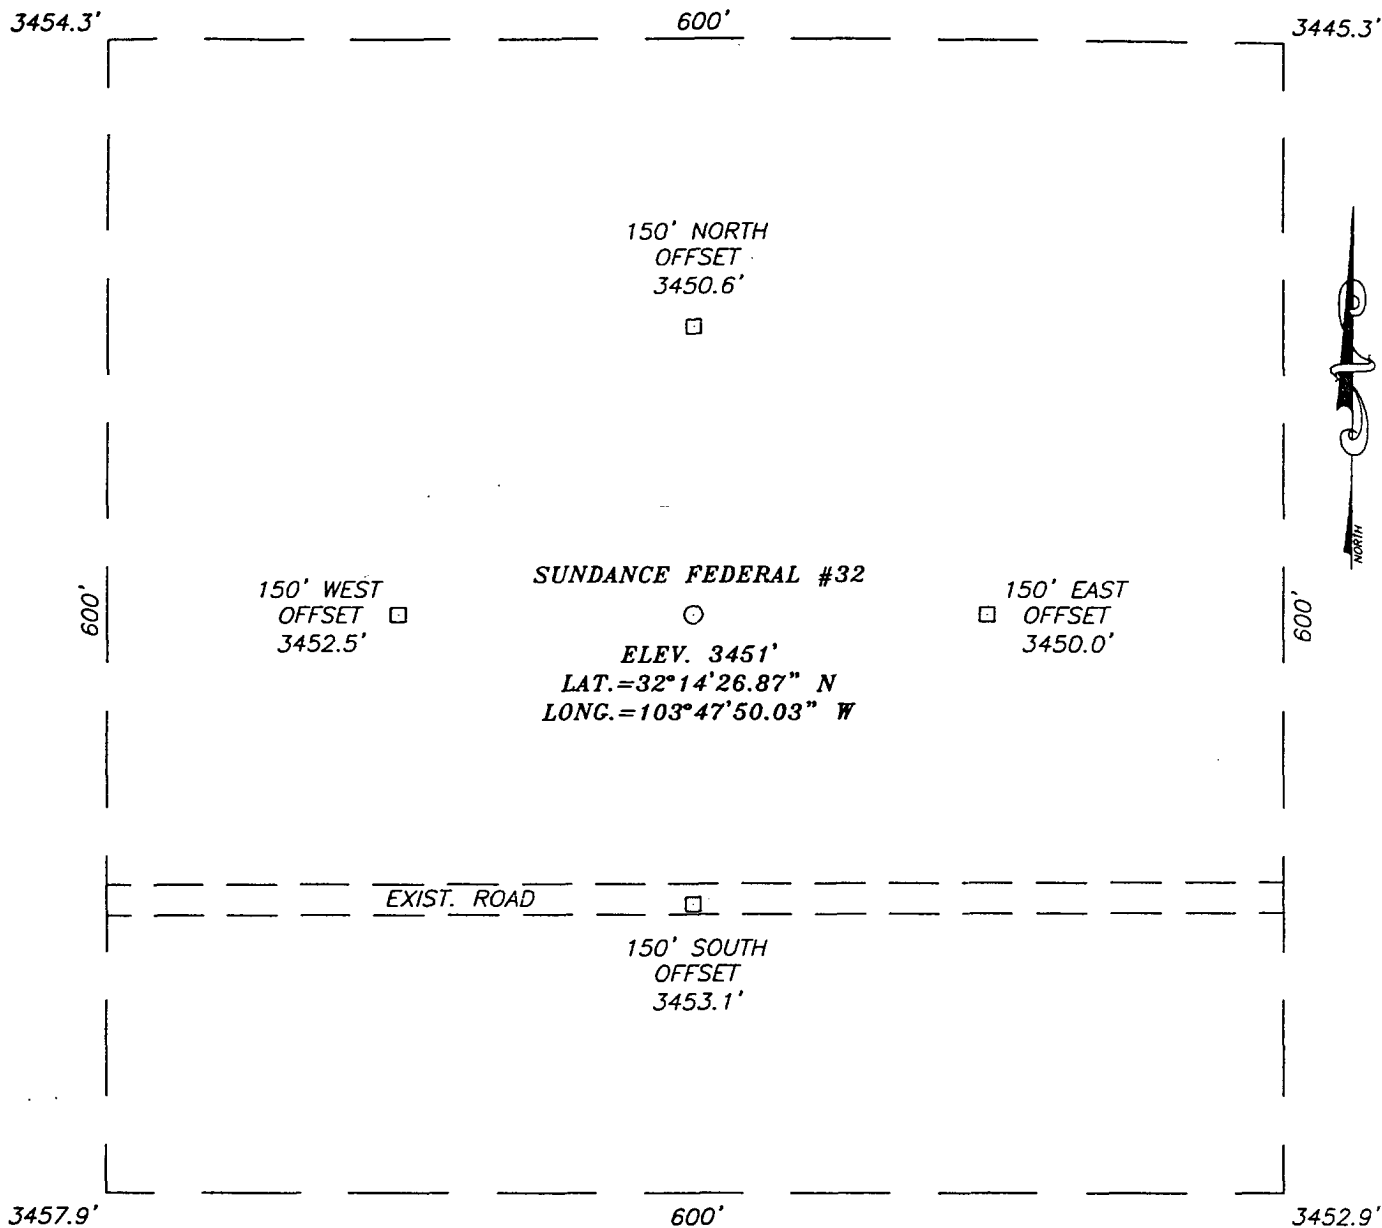 3454.3'
600'
3445.3'
150' NORTH
OFFSET
3450.6'
NORTH
SUNDANCE FEDERAL #32
150' WEST
OFFSET
3452.5'
150' EAST
OFFSET
3450.0'
600'
600'
ELEV. 3451'
LAT.=32°14'26.87" N
LONG.=103°47'50.03" W
EXIST. ROAD
150' SOUTH
OFFSET
3453.1'
3457.9'
600'
3452.9'